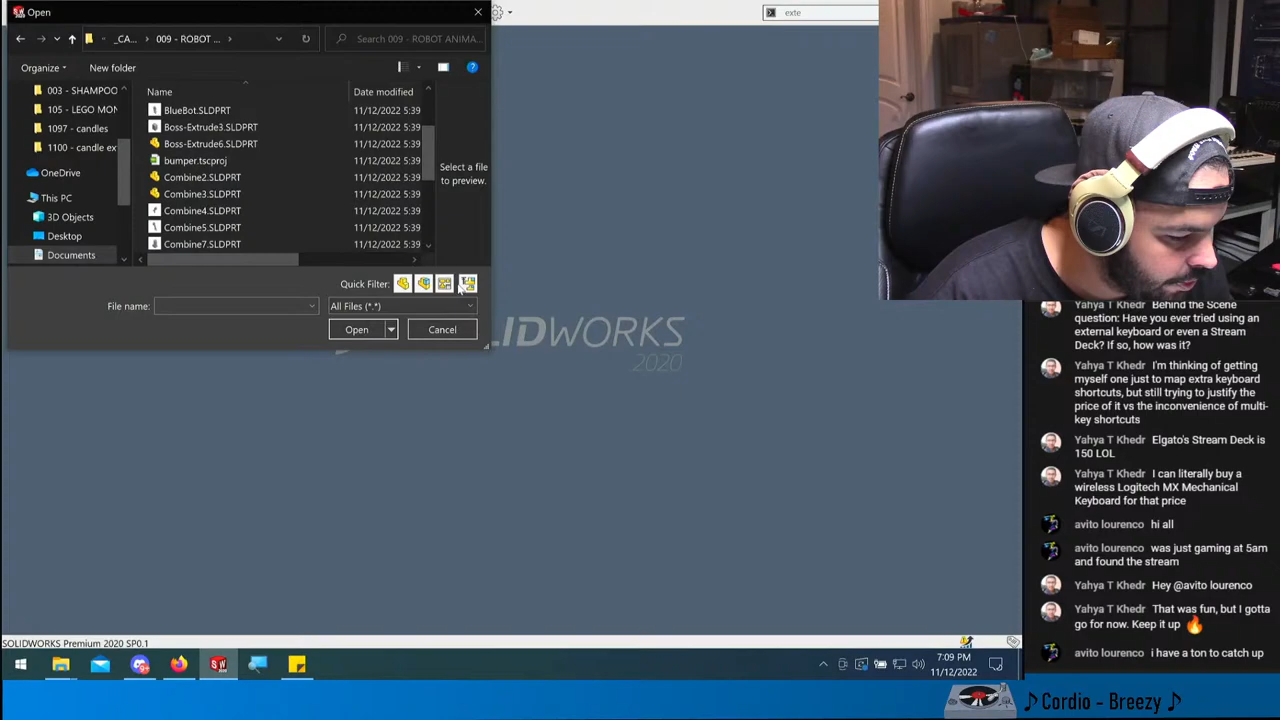 Open
exte
_CA...
009 - ROBOT ...
Search 009 - ROBOT ANIMA...
Organize
New folder
003 - SHAMPOO
105 - LEGO MON
1097 - candles
1100 - candle ex
OneDrive
This PC
3D Objects
Desktop
Documents
Name
Date modified
BlueBot.SLDPRT
11/12/2022 5:39
Boss-Extrude3.SLDPRT
11/12/2022 5:39
Boss-Extrude6.SLDPRT
11/12/2022 5:39
bumper.tscproj
11/12/2022 5:39
Combine2.SLDPRT
11/12/2022 5:39
Combine3.SLDPRT
11/12/2022 5:39
Combine4.SLDPRT
11/12/2022 5:39
Combine5.SLDPRT
11/12/2022 5:39
Combine7.SLDPRT
11/12/2022 5:39
Select a file
to preview.
Quick Filter:
File name:
All Files (*.*)
Open
Cancel
LIDWORKS
2020
Yahya T Khedr Behind the Scene
question: Have you ever tried using an
external keyboard or even a Stream
Deck? If so, how was it?
Yahya T Khedr I'm thinking of getting
myself one just to map extra keyboard
shortcuts, but still trying to justify the
price of it vs the inconvenience of multi-
key shortcuts
Yahya T Khedr Elgato's Stream Deck is
150 LOL
Yahya T Khedr I can literally buy a
wireless Logitech MX Mechanical
Keyboard for that price
avito lourenco hi all
avito lourenco was just gaming at 5am
and found the stream
Yahya T Khedr Hey @avito lourenco
Yahya T Khedr That was fun, but I gotta
go for now. Keep it up 🔥
avito lourenco i have a ton to catch up
SOLIDWORKS Premium 2020 SP0.1
7:09 PM
11/12/2022
♪ Cordio - Breezy ♪